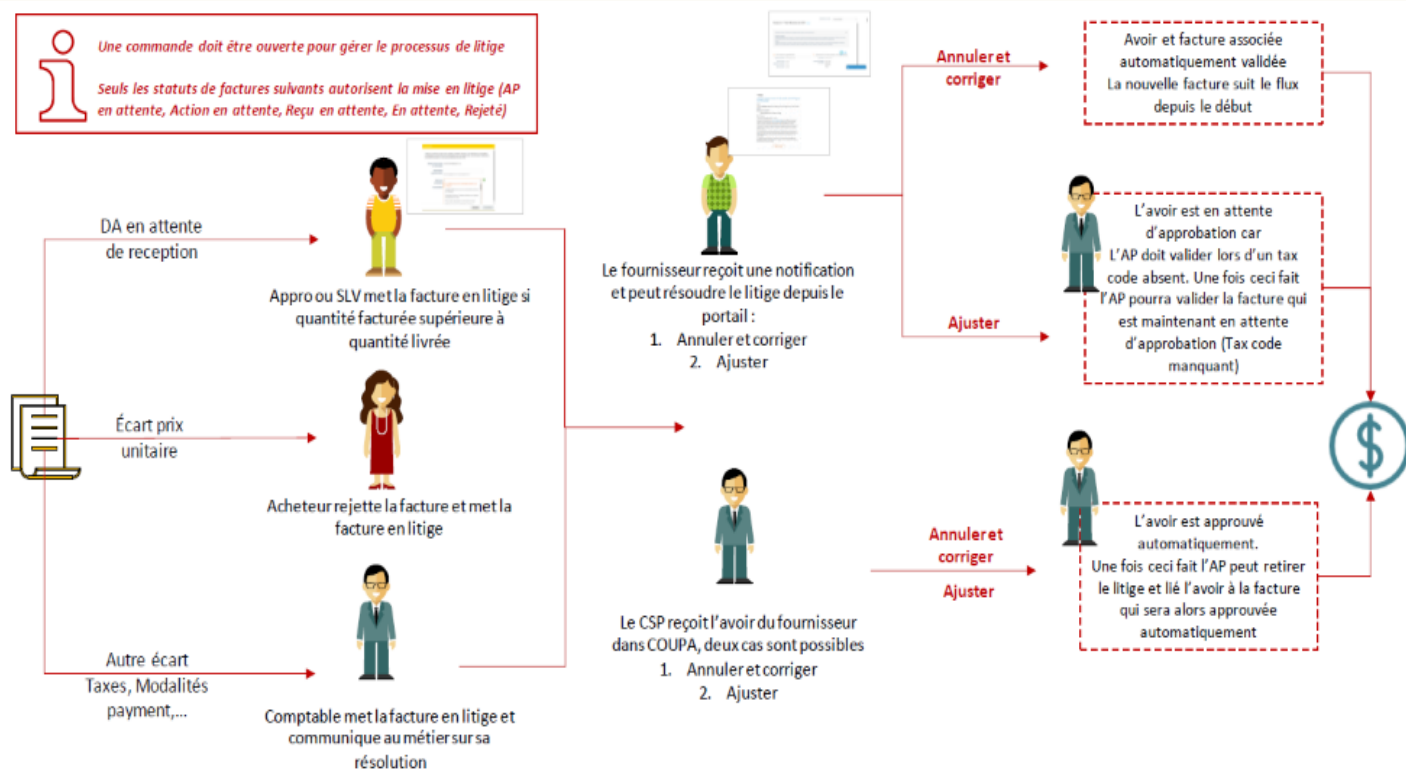 Une commande doit être ouverte pour gérer le processus de litige
Seuls les statuts de factures suivants autorisent la mise en litige (AP
en attente, Action en attente, Reçu en attente, En attente, Rejeté)
DA en attente
de reception
Appro ou SLV met la facture en litige si
quantité facturée supérieure à
quantité livrée
Écart prix
unitaire
Acheteur rejette la facture et met la
facture en litige
Autre écart
Taxes, Modalités
payment,...
Comptable met la facture en litige et
communique au métier sur sa
résolution
Le fournisseur reçoit une notification
et peut résoudre le litige depuis le
portail :
1. Annuler et corriger
2. Ajuster
Le CSP reçoit l'avoir du fournisseur
dans COUPA, deux cas sont possibles
1. Annuler et corriger
2. Ajuster
Annuler et
corriger
Avoir et facture associée
automatiquement validée
La nouvelle facture suit le flux
depuis le début
Ajuster
L'avoir est en attente
d'approbation car
L'AP doit valider lors d'un tax
code absent. Une fois ceci fait
l'AP pourra valider la facture qui
est maintenant en attente
d'approbation (Tax code
manquant)
Annuler et
corriger
Ajuster
L'avoir est approuvé
automatiquement.
Une fois ceci fait l'AP peut retirer
le litige et lié l'avoir à la facture
qui sera alors approuvée
automatiquement